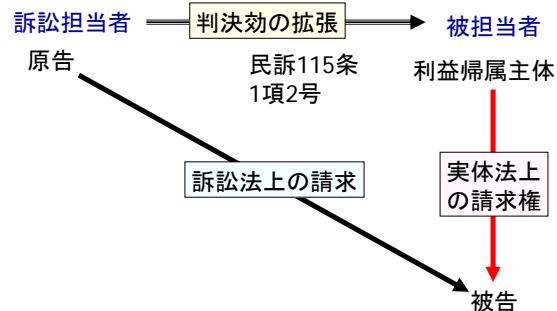 訴訟担当者
判決効の拡張
被担当者
原告
民訴115条
1項2号
利益帰属主体
訴訟法上の請求
実体法上
の請求権
被告